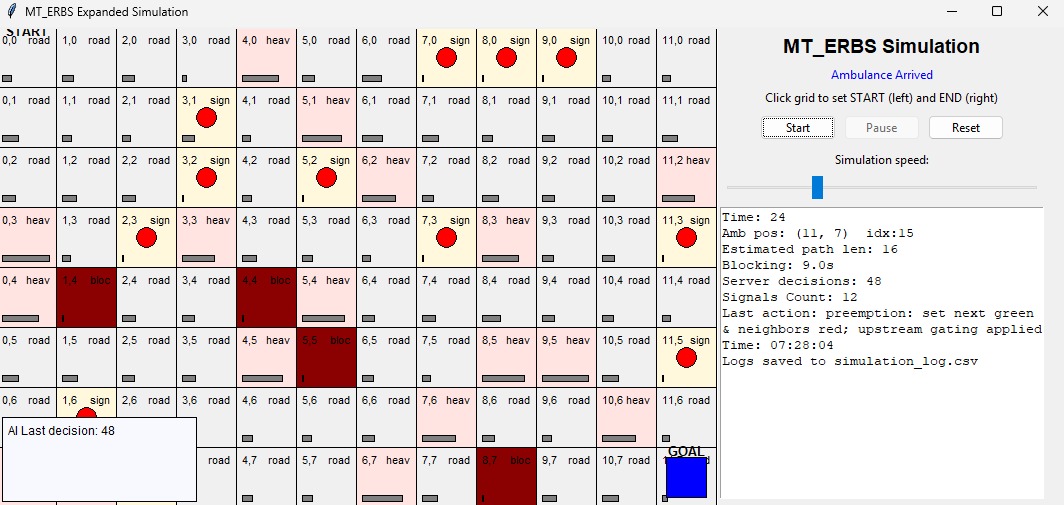 MT_ERBS Expanded Simulation
START
0,0 road 1,0 road 2,0 road 3,0 road 4,0 heav 5,0 road 6,0 road 7,0 sign 8,0 sign 9,0 sign 10,0 road 11,0 road
0,1 road 1,1 road 2,1 road 3,1 sign 4,1 road 5,1 heav 6,1 road 7,1 road 8,1 road 9,1 road 10,1 road 11,1 road
0,2 road 1,2 road 2,2 road 3,2 sign 4,2 road 5,2 sign 6,2 heav 7,2 road 8,2 road 9,2 road 10,2 road 11,2 heav
0,3 heav 1,3 road 2,3 sign 3,3 heav 4,3 road 5,3 road 6,3 road 7,3 sign 8,3 heav 9,3 road 10,3 road 11,3 sign
0,4 heav 1,4 bloc 2,4 road 3,4 road 4,4 bloc 5,4 heav 6,4 road 7,4 road 8,4 road 9,4 road 10,4 road 11,4 road
0,5 road 1,5 road 2,5 road 3,5 road 4,5 heav 5,5 bloc 6,5 road 7,5 road 8,5 heav 9,5 heav 10,5 road 11,5 sign
0,6 road 1,6 sign 2,6 road 3,6 road 4,6 road 5,6 road 6,6 road 7,6 heav 8,6 road 9,6 road 10,6 heav 11,6 road
AI Last decision: 48
GOAL
road 4,7 road 5,7 road 6,7 heav 7,7 road 8,7 bloc 9,7 road 10,7 road
MT_ERBS Simulation
Ambulance Arrived
Click grid to set START (left) and END (right)
Start Pause Reset
Simulation speed:
Time: 24
Amb pos: (11, 7) idx:15
Estimated path len: 16
Blocking: 9.0s
Server decisions: 48
Signals Count: 12
Last action: preemption: set next green
& neighbors red; upstream gating applied
Time: 07:28:04
Logs saved to simulation_log.csv